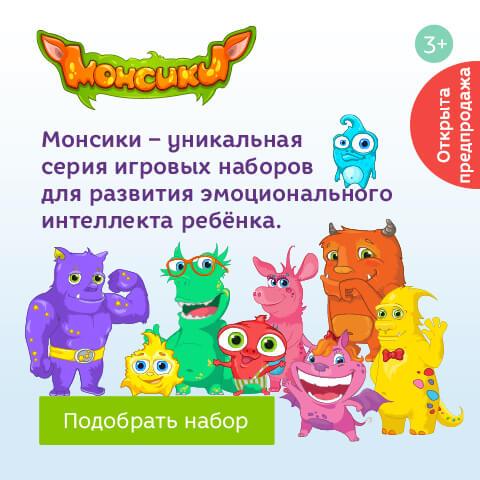 МОНСИКИ
3+
Открыта
предпродажа
Монсики – уникальная
серия игровых наборов
для развития эмоционального
интеллекта ребёнка.
Подобрать набор